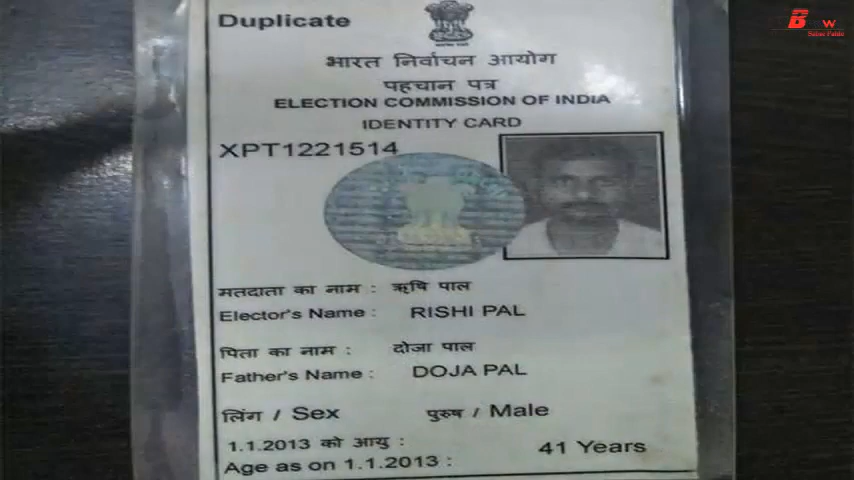 Duplicate
भारत निर्वाचन आयोग
पहचान पत्र
ELECTION COMMISSION OF INDIA
IDENTITY CARD
XPT1221514
मतदाता का नाम : ऋषि पाल
Elector's Name : RISHI PAL
पिता का नाम : दोजा पाल
Father's Name : DOJA PAL
लिंग / Sex पुरुष / Male
1.1.2013 को आयु :
Age as on 1.1.2013 : 41 Years